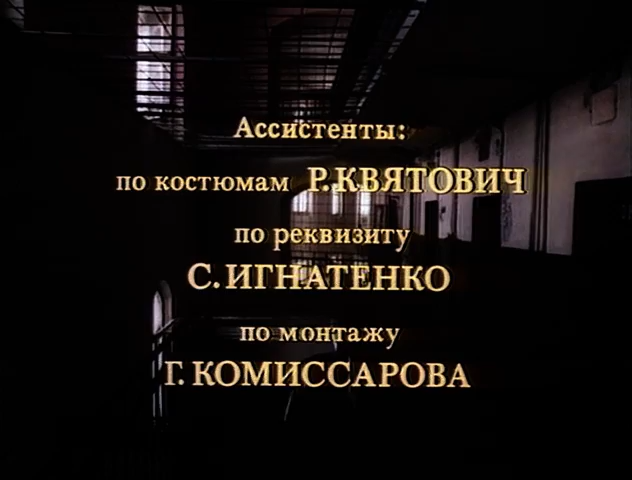 Ассистенты:
по костюмам Р.КВЯТОВИЧ
по реквизиту
С.ИГНАТЕНКО
по монтажу
Г. КОМИССАРОВА